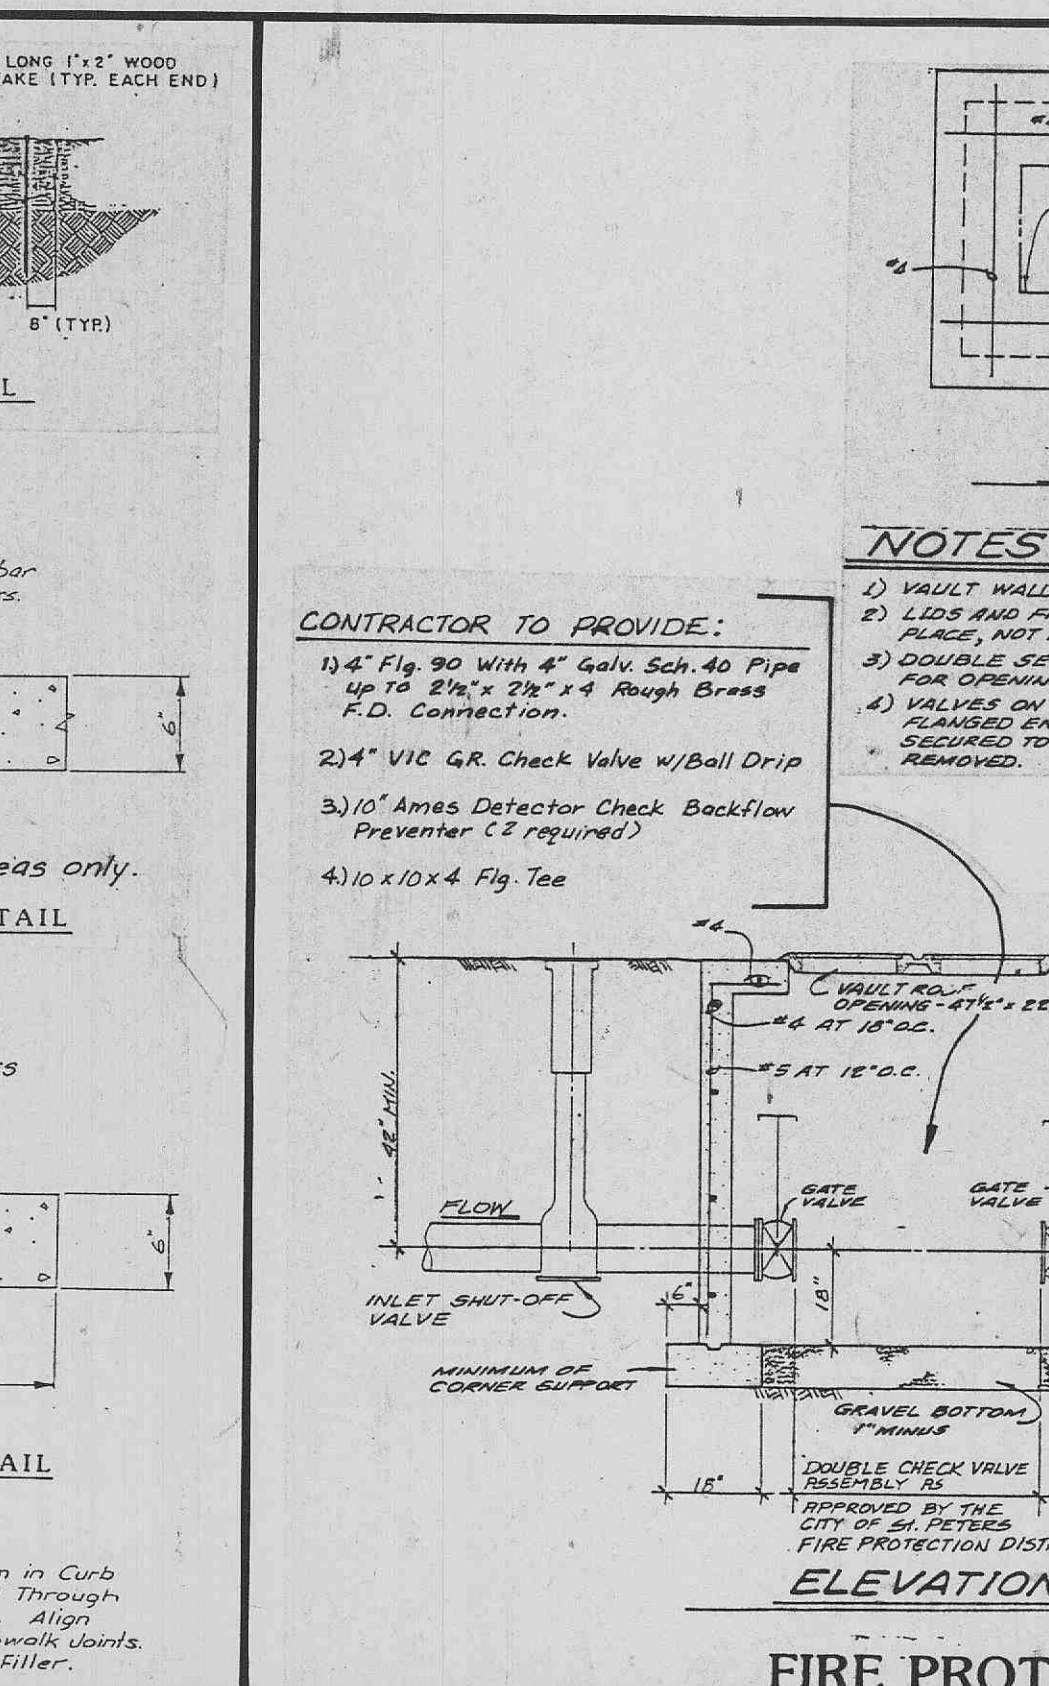 LONG 1"x2" WOOD
AKE (TYP. EACH END)
8" (TYP.)
L
bar
rs.
6"
eas only.
TAIL
s
6"
AIL
n in Curb
Through
Align
walk Joints.
Filler.
#4
NOTES
1) VAULT WALL
2) LIDS AND F
PLACE, NOT
3) DOUBLE SE
FOR OPENIN
4) VALVES ON
FLANGED EN
SECURED TO
REMOVED.
CONTRACTOR TO PROVIDE:
1.) 4" Flg. 90 With 4" Galv. Sch. 40 Pipe
up To 2½" x 2½" x 4 Rough Brass
F.D. Connection.
2.) 4" VIC GR. Check Valve w/Ball Drip
3.) 10" Ames Detector Check Backflow
Preventer (2 required)
4.) 10 x 10 x 4 Flg. Tee
#4
VAULT ROOF
OPENING - 47½" x 22
#4 AT 18" O.C.
#5 AT 12" O.C.
42" MIN.
GATE
VALVE
GATE
VALVE
FLOW
INLET SHUT-OFF
VALVE
6"
18"
MINIMUM OF
CORNER SUPPORT
GRAVEL BOTTOM
1" MINUS
18"
DOUBLE CHECK VALVE
ASSEMBLY AS
APPROVED BY THE
CITY OF St. PETERS
FIRE PROTECTION DIST
ELEVATION
FIRE PROT